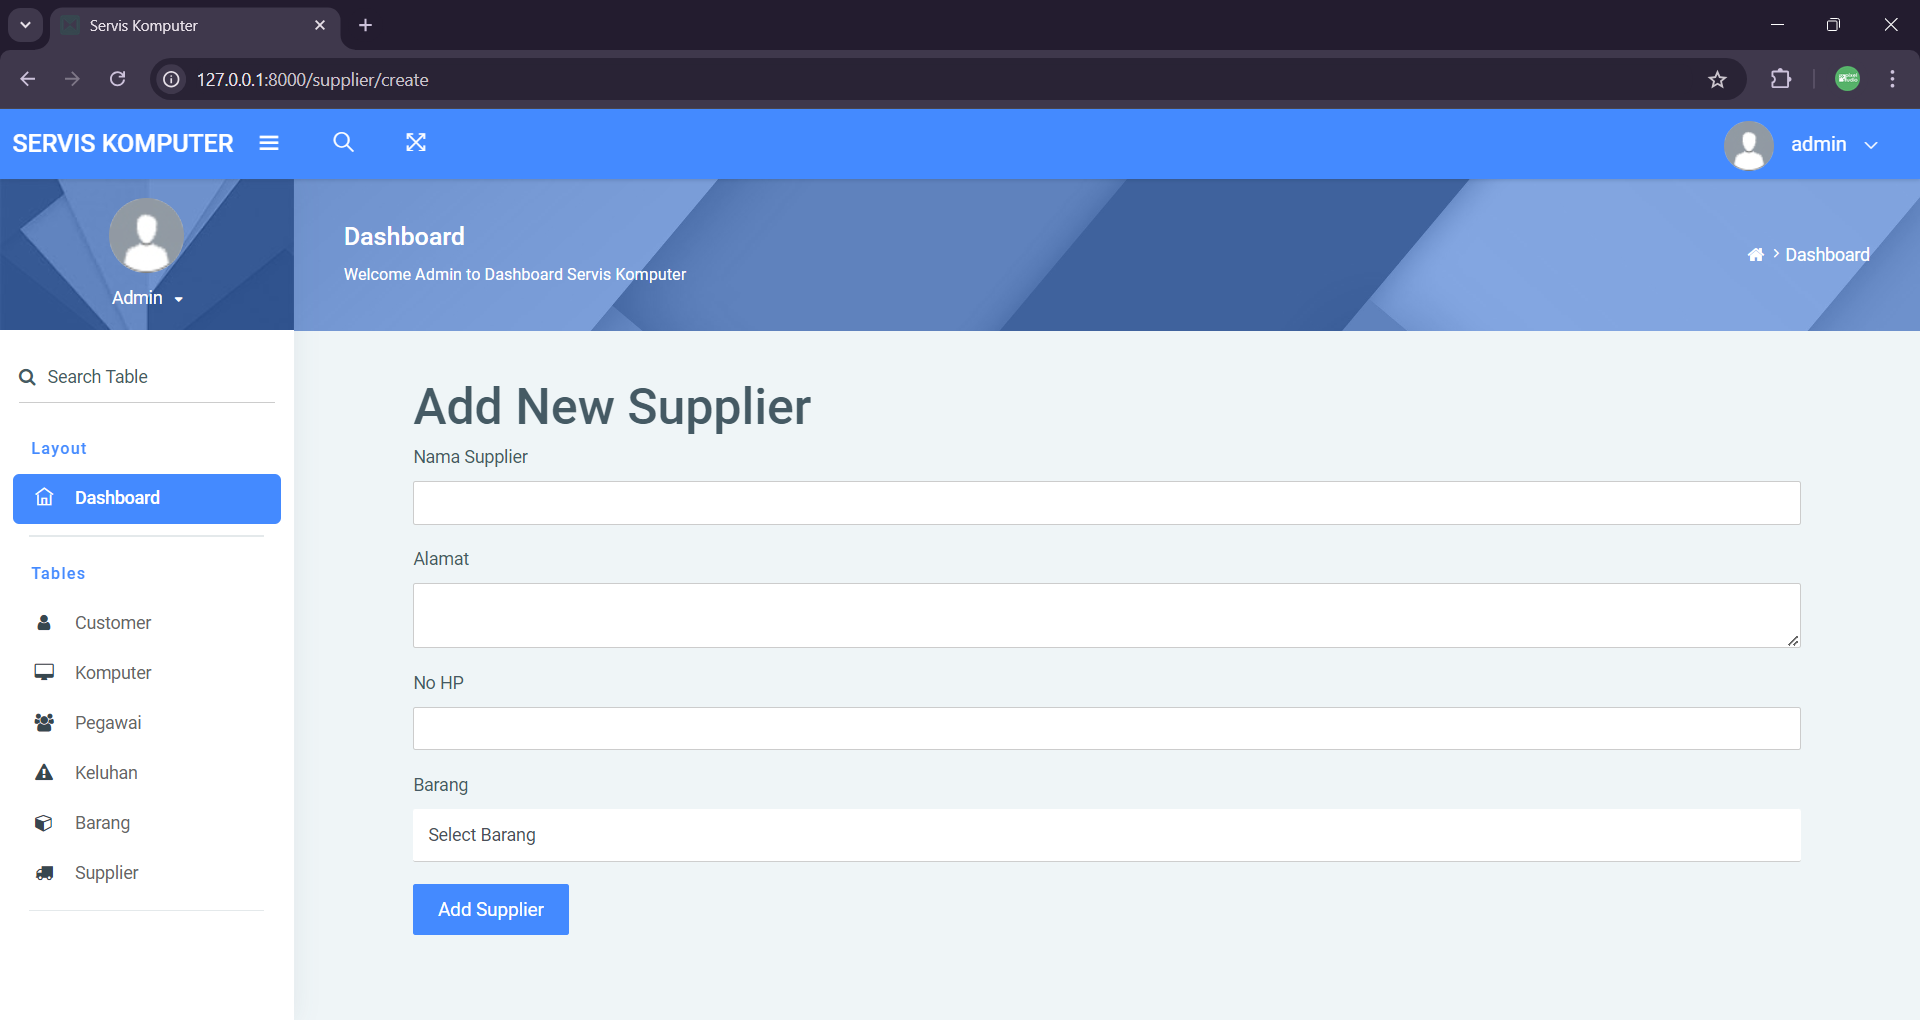 Servis Komputer
127.0.0.1:8000/supplier/create
SERVIS KOMPUTER
admin
Admin
Dashboard
Welcome Admin to Dashboard Servis Komputer
Dashboard
Search Table
Layout
Dashboard
Tables
Customer
Komputer
Pegawai
Keluhan
Barang
Supplier
Add New Supplier
Nama Supplier
Alamat
No HP
Barang
Select Barang
Add Supplier